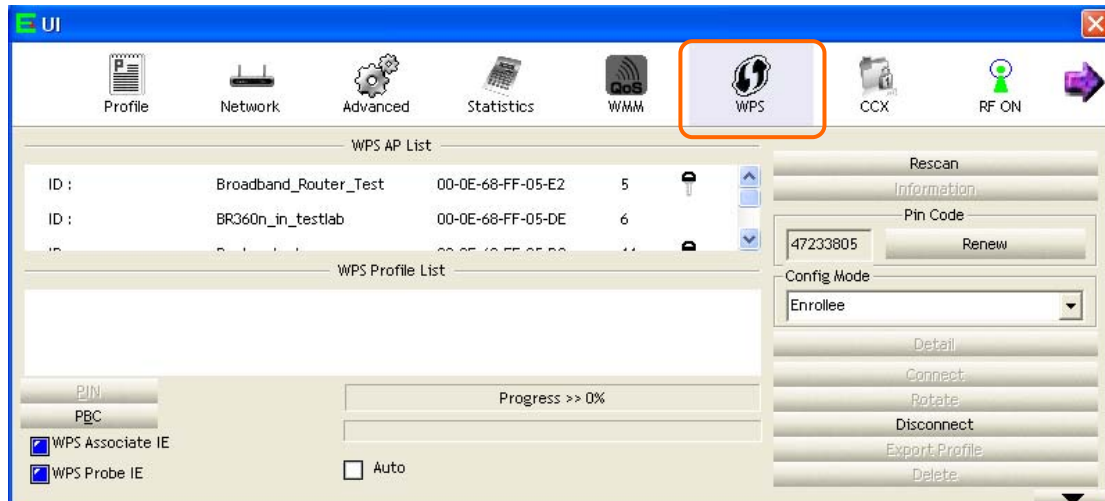 UI
Profile Network Advanced Statistics QoS WMM WPS CCX RF ON
WPS AP List
ID : Broadband_Router_Test 00-0E-68-FF-05-E2 5
ID : BR360n_in_testlab 00-0E-68-FF-05-DE 6
WPS Profile List
Rescan
Information
Pin Code
47233805 Renew
Config Mode
Enrollee
Detail
Connect
Rotate
Disconnect
Export Profile
Delete
PIN
PBC
WPS Associate IE
WPS Probe IE
Progress >> 0%
Auto